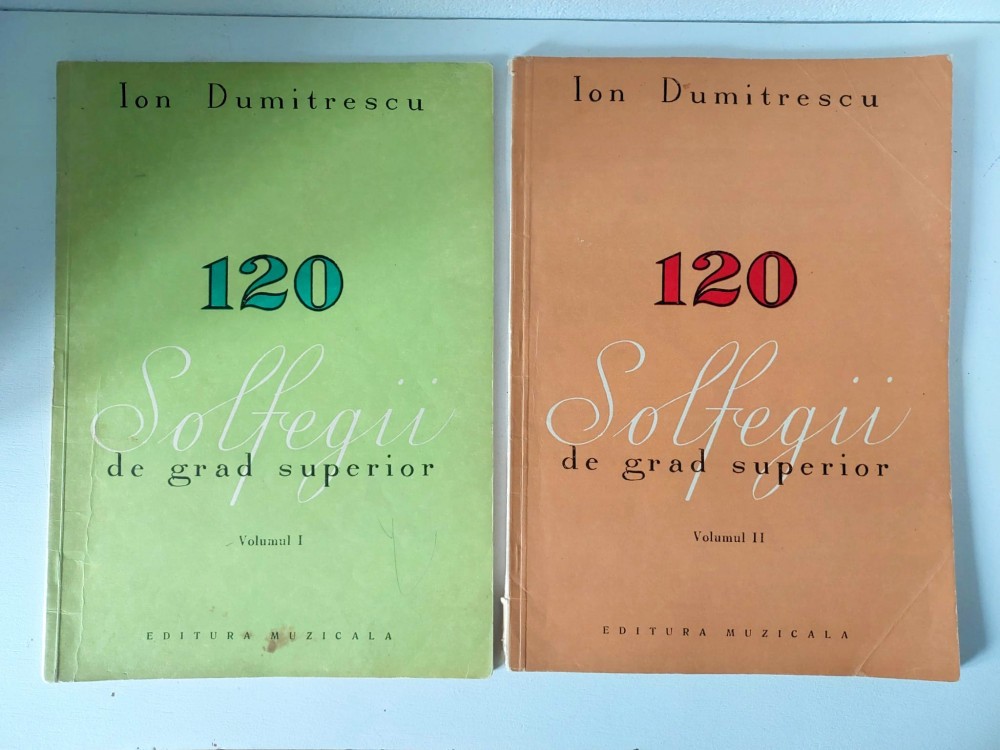 Ion Dumitrescu
120
Solfegii
de grad superior
Volumul I
EDITURA MUZICALA
Ion Dumitrescu
120
Solfegii
de grad superior
Volumul II
EDITURA MUZICALA